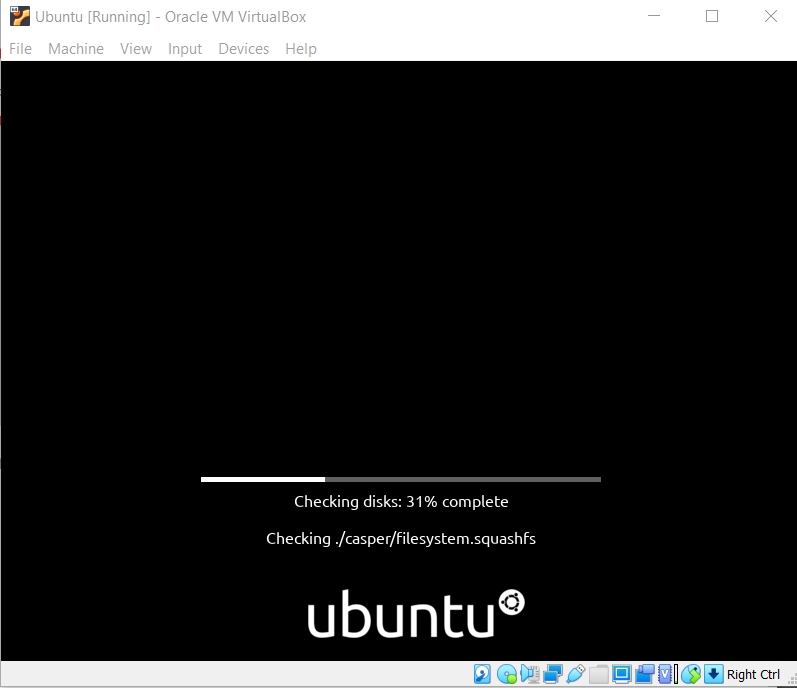 Ubuntu [Running] - Oracle VM VirtualBox
File Machine View Input Devices Help
Checking disks: 31% complete
Checking ./casper/filesystem.squashfs
ubuntu
Right Ctrl